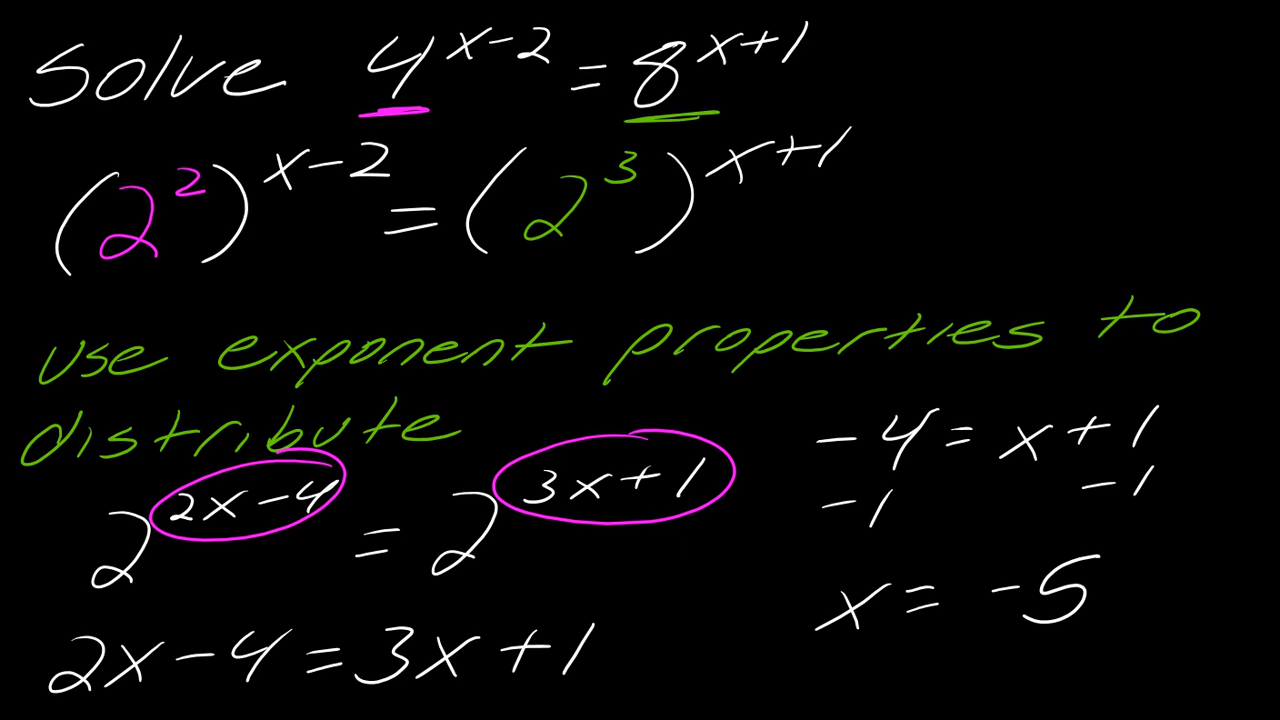 Solve 4^(x-2) = 8^(x+1)
(2^2)^(x-2) = (2^3)^(x+1)
use exponent properties to
distribute
2^(2x-4) = 2^(3x+1)
2x-4=3x+1
-4=x+1
-1 -1
x=-5